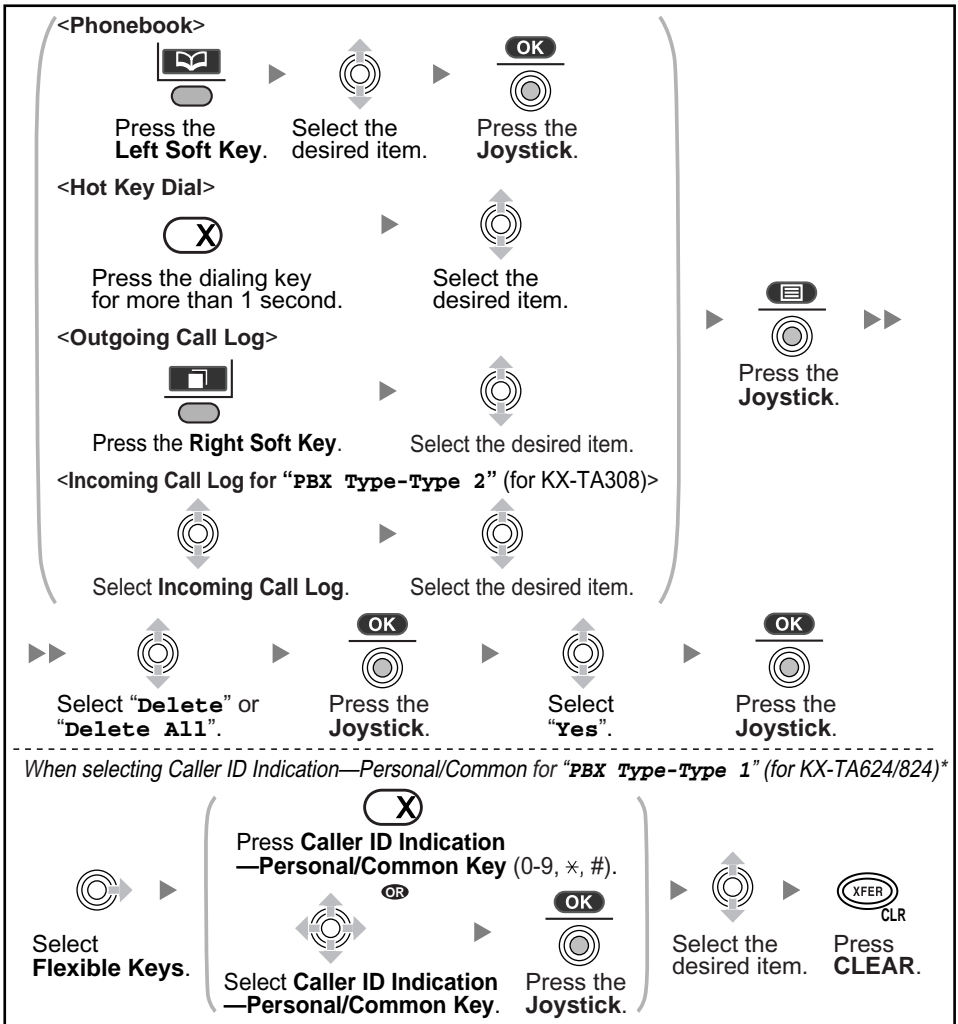 <Phonebook>
OK
Press the Left Soft Key.
Select the desired item.
Press the Joystick.
<Hot Key Dial>
X
Press the dialing key for more than 1 second.
Select the desired item.
<Outgoing Call Log>
Press the Right Soft Key.
Select the desired item.
<Incoming Call Log for “PBX Type-Type 2” (for KX-TA308)>
Select Incoming Call Log.
Select the desired item.
Press the Joystick.
Select “Delete” or “Delete All”.
OK
Press the Joystick.
Select “Yes”.
OK
Press the Joystick.
When selecting Caller ID Indication—Personal/Common for “PBX Type-Type 1” (for KX-TA624/824)*
Select Flexible Keys.
X
Press Caller ID Indication
—Personal/Common Key (0-9, ✳, #).
OR
Select Caller ID Indication
—Personal/Common Key.
OK
Press the Joystick.
Select the desired item.
XFER
CLR
Press CLEAR.